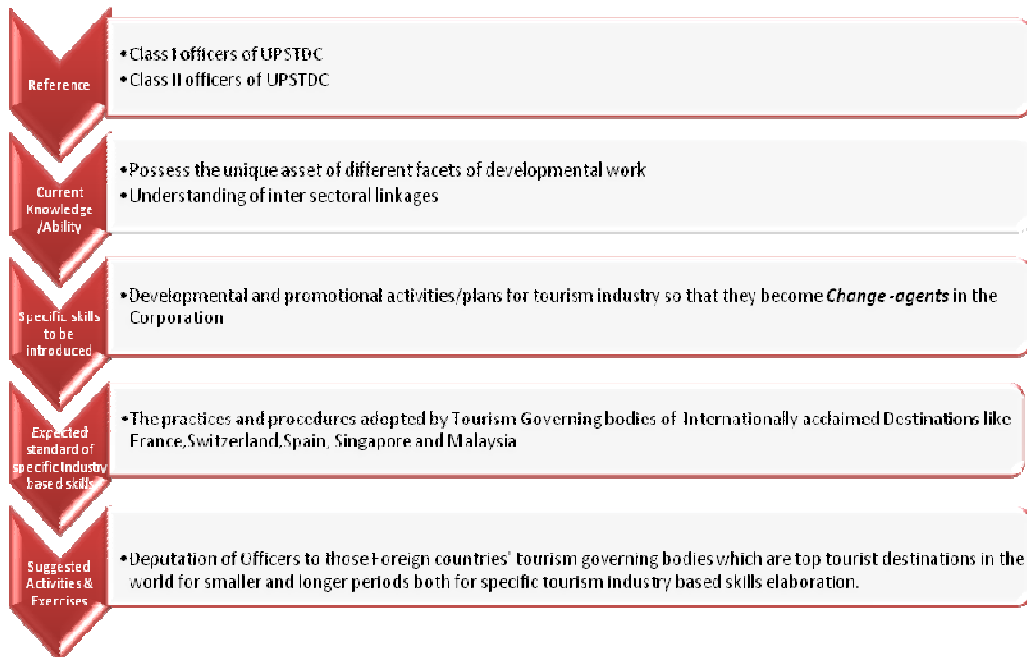 Reference
•Class I officers of UPSTDC
•Class II officers of UPSTDC
Current
Knowledge
/Ability
•Possess the unique asset of different facets of developmental work
•Understanding of inter sectoral linkages
Specific skills
to be
introduced
•Developmental and promotional activities/plans for tourism industry so that they become Change -agents in the
Corporation
Expected
standard of
specific Industry
based skills
•The practices and procedures adopted by Tourism Governing bodies of Internationally acclaimed Destinations like
France,Switzerland,Spain, Singapore and Malaysia
Suggested
Activities &
Exercises
•Deputation of Officers to those Foreign countries' tourism governing bodies which are top tourist destinations in the
world for smaller and longer periods both for specific tourism industry based skills elaboration.